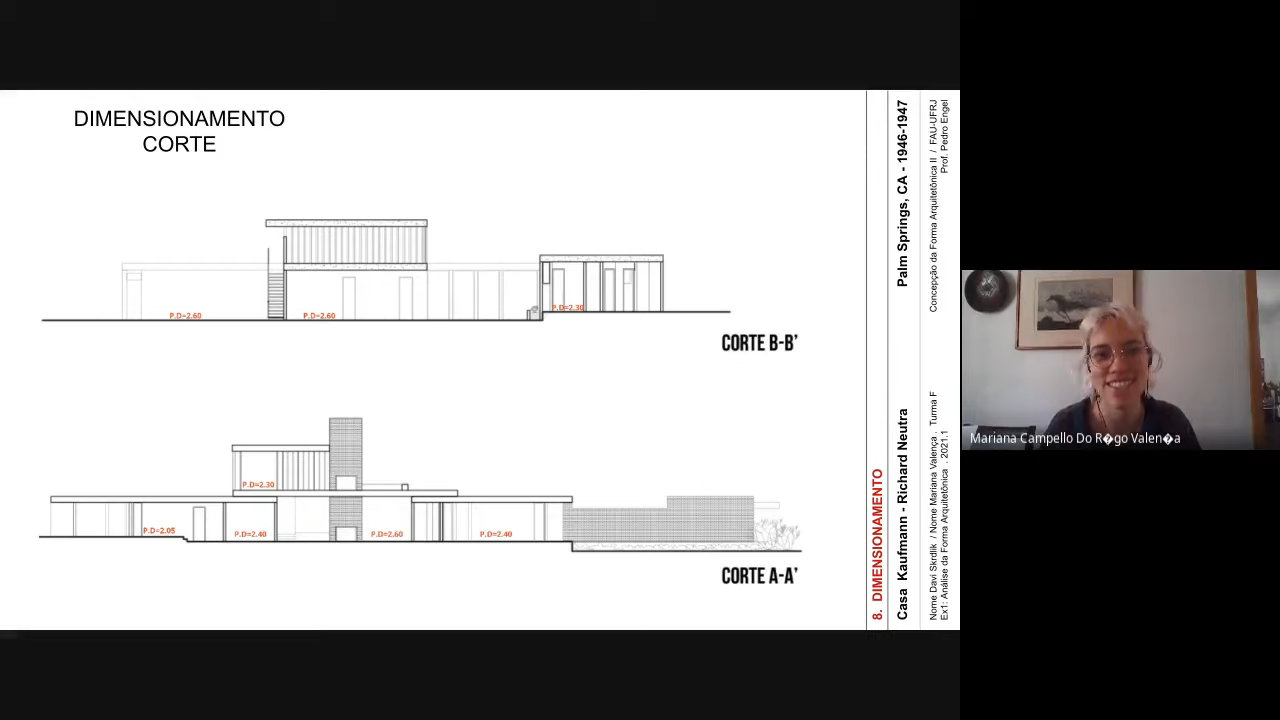 DIMENSIONAMENTO
CORTE
P.D=2.60
P.D=2.60
P.D=2.30
CORTE B-B’
P.D=2.30
P.D=2.05
P.D=2.40
P.D=2.60
P.D=2.40
CORTE A-A’
8. DIMENSIONAMENTO
Casa Kaufmann - Richard Neutra
Palm Springs, CA - 1946-1947
Nome Davi Skrdlik / Nome Mariana Valença . Turma F
Ex1: Análise da Forma Arquitetônica . 2021.1
Concepção da Forma Arquitetônica II / FAU-UFRJ
Prof. Pedro Engel
Mariana Campello Do R�go Valen�a